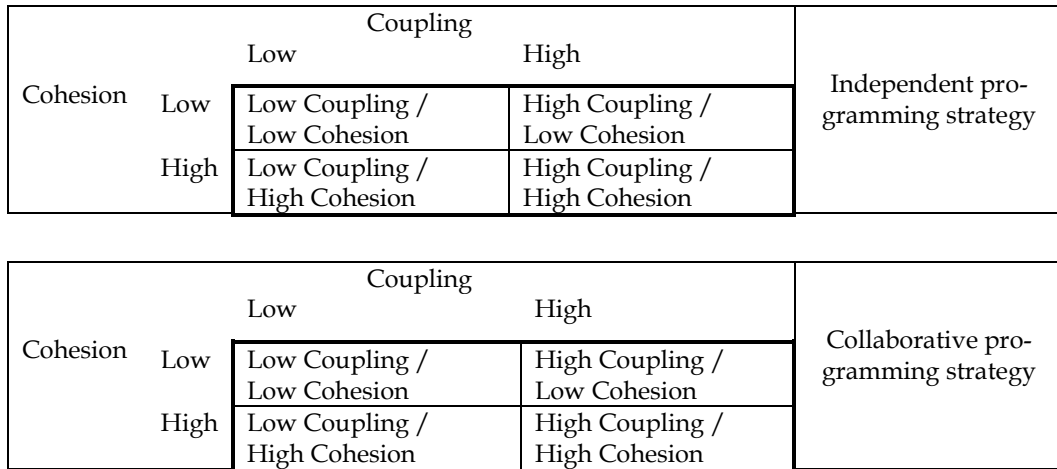 Coupling
Low High
Cohesion
Low
Low Coupling / High Coupling /
Low Cohesion Low Cohesion
High
Low Coupling / High Coupling /
High Cohesion High Cohesion
Independent pro-
gramming strategy
Coupling
Low High
Cohesion
Low
Low Coupling / High Coupling /
Low Cohesion Low Cohesion
High
Low Coupling / High Coupling /
High Cohesion High Cohesion
Collaborative pro-
gramming strategy